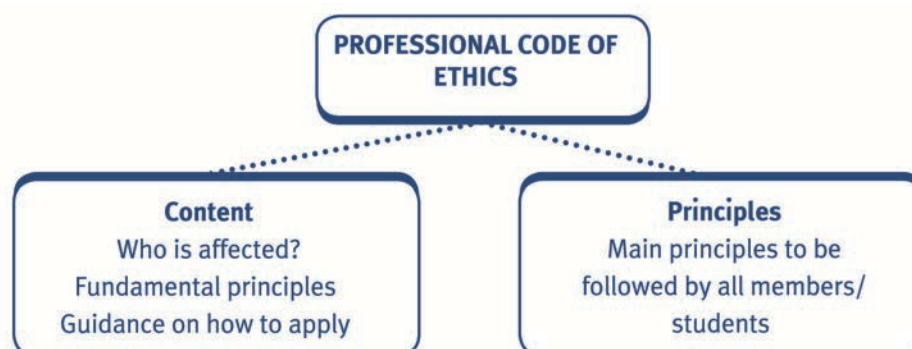 PROFESSIONAL CODE OF
ETHICS
Content
Who is affected?
Fundamental principles
Guidance on how to apply
Principles
Main principles to be
followed by all members/
students